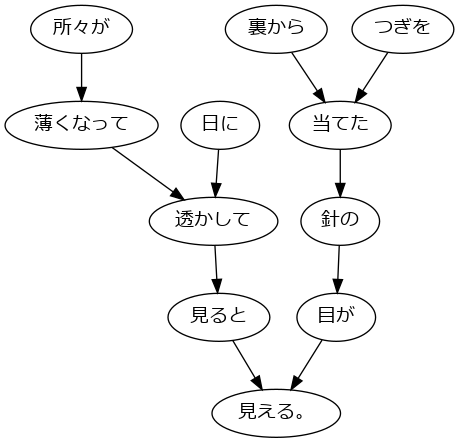 所々が 裏から つぎを
薄くなって 日に 当てた
透かして 針の
見ると 目が
見える。